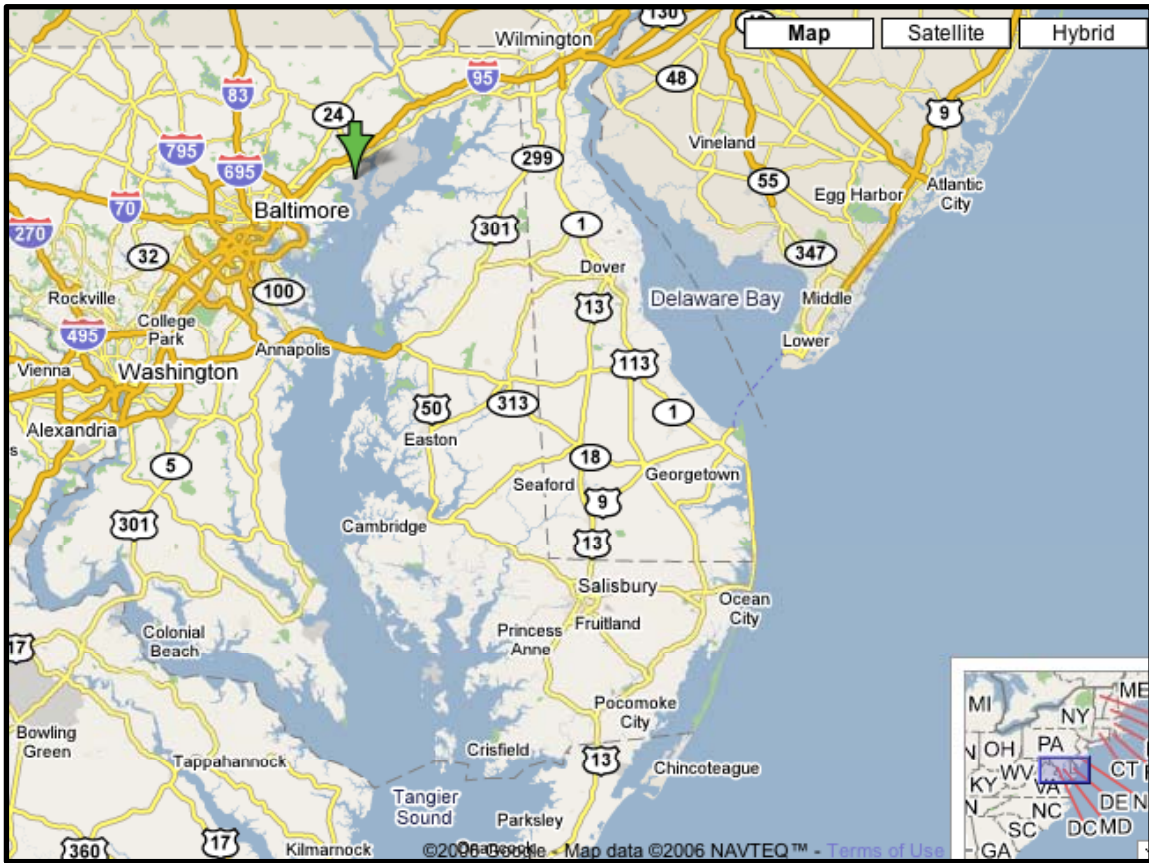 130
Wilmington
Map
Satellite
Hybrid
95
48
83
24
9
299
Vineland
795
695
55
Egg Harbor
Atlantic
City
70
Baltimore
301
1
270
32
347
Dover
100
Rockville
13
Delaware Bay
Middle
College
Park
495
Annapolis
Lower
Vienna
Washington
113
50
313
1
Alexandria
Easton
s
5
18
Georgetown
Seaford
9
301
Cambridge
13
Salisbury
Ocean
City
Colonial
Beach
Princess
Anne
Fruitland
17
Pocomoke
City
Bowling
Green
Crisfield
13
Tappahannock
Chincoteague
Tangier
Sound
Parksley
360
17
Kilmarnock
©2006 Google - Map data ©2006 NAVTEQ™ - Terms of Use
MI
ME
NY
N
OH
PA
WV
CT
KY
VA
N
NC
DE
N
SC
DC
MD
GA